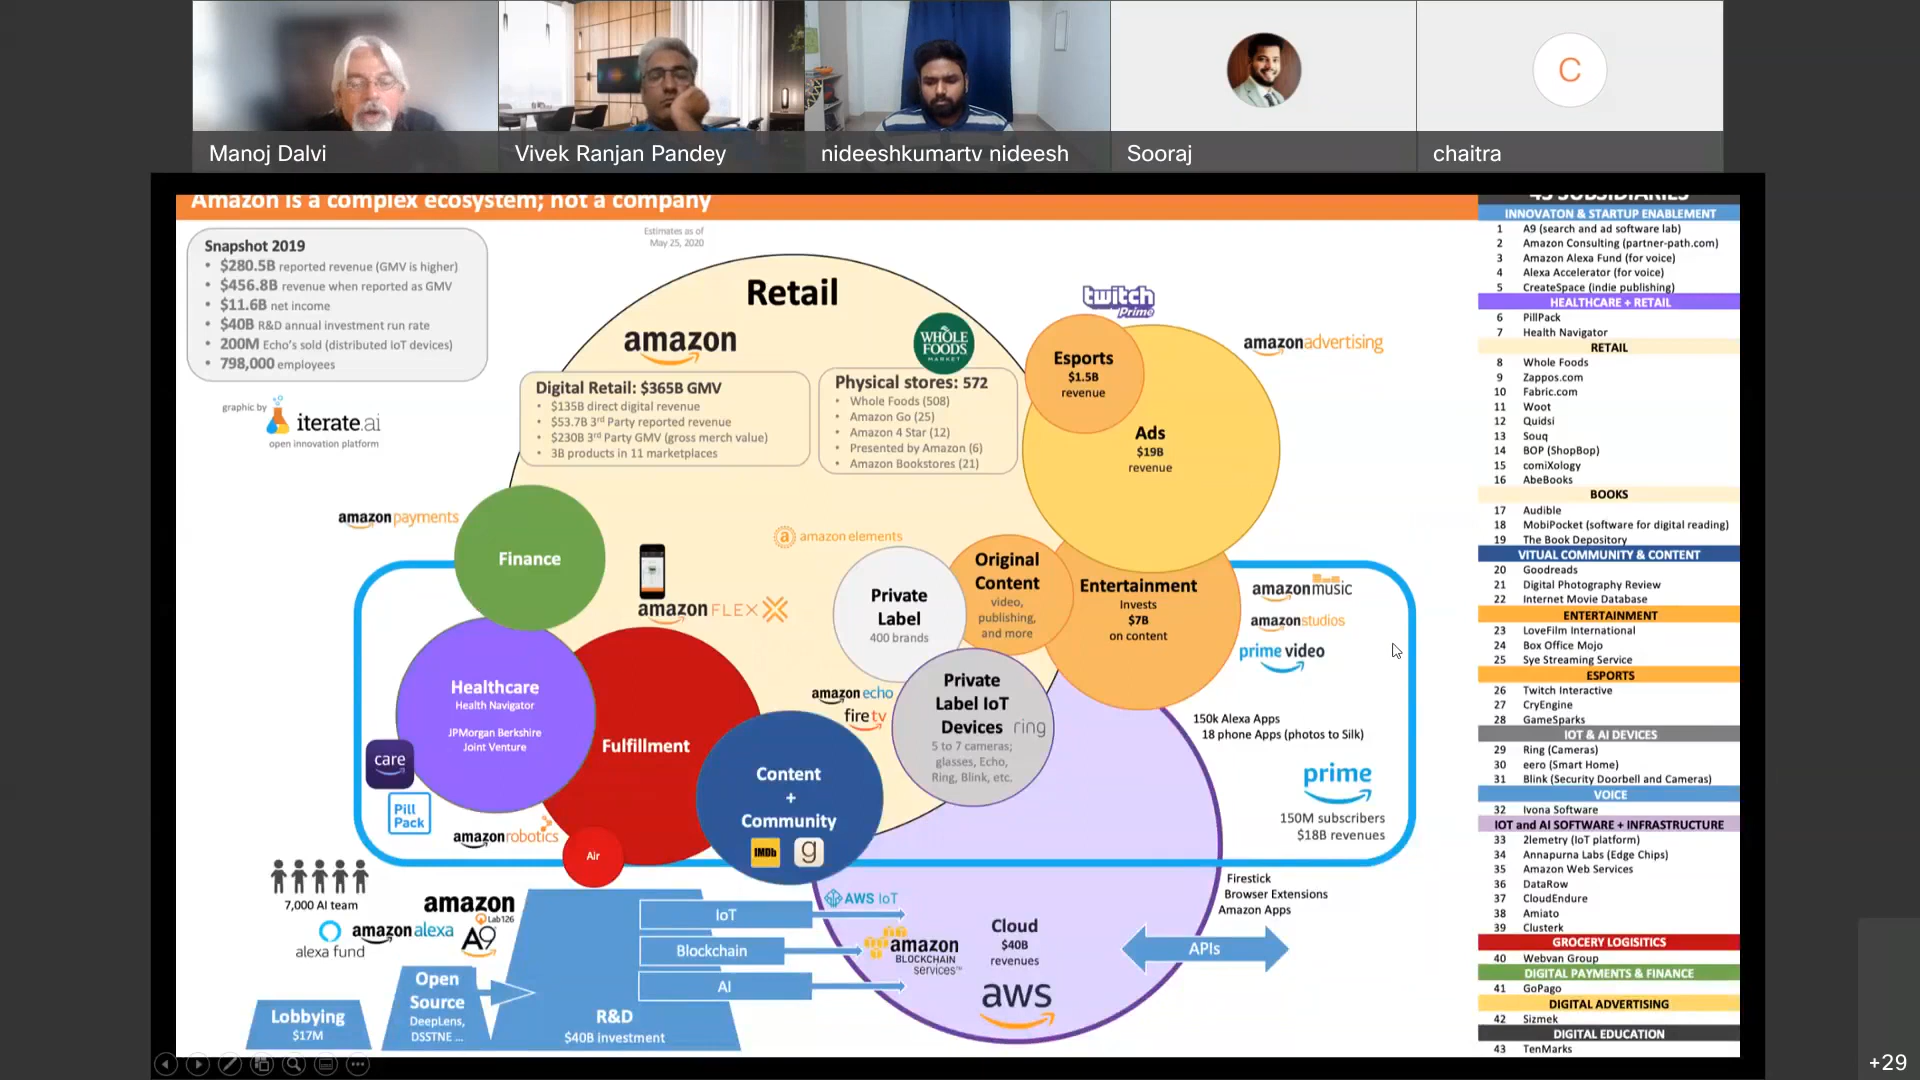 Manoj Dalvi
Vivek Ranjan Pandey
nideeshkumartv nideesh
Sooraj
C
chaitra
Amazon is a complex ecosystem; not a company
Snapshot 2019
• $280.5B reported revenue (GMV is higher)
• $456.8B revenue when reported as GMV
• $11.6B net income
• $40B R&D annual investment run rate
• 200M Echo's sold (distributed IoT devices)
• 798,000 employees
graphic by
iterate.ai
open innovation platform
Estimates as of
May 25, 2020
Retail
amazon
WHOLE
FOODS
MARKET
Digital Retail: $365B GMV
• $135B direct digital revenue
• $53.7B 3rd Party reported revenue
• $230B 3rd Party GMV (gross merch value)
• 3B products in 11 marketplaces
Physical stores: 572
• Whole Foods (508)
• Amazon Go (25)
• Amazon 4 Star (12)
• Presented by Amazon (6)
• Amazon Bookstores (21)
twitch
Prime
Esports
$1.5B
revenue
amazonadvertising
Ads
$19B
revenue
amazonpayments
Finance
amazon FLEX
a amazon elements
Private
Label
400 brands
Original
Content
video,
publishing,
and more
Entertainment
Invests
$7B
on content
amazonmusic
amazonstudios
prime video
Healthcare
Health Navigator
JPMorgan Berkshire
Joint Venture
care
Pill
Pack
Fulfillment
amazonrobotics
Air
Content
+
Community
IMDb
g
amazon echo
firetv
Private
Label IoT
Devices
ring
5 to 7 cameras;
glasses, Echo,
Ring, Blink, etc.
150k Alexa Apps
18 phone Apps (photos to Silk)
prime
150M subscribers
$18B revenues
7,000 AI team
amazon
Lab126
amazon alexa
alexa fund
A9
Lobbying
$17M
Open
Source
DeepLens,
DSSTNE ...
R&D
$40B investment
IoT
Blockchain
AI
AWS IoT
amazon
BLOCKCHAIN
services™
Cloud
$40B
revenues
aws
Firestick
Browser Extensions
Amazon Apps
APIs
43 SUBSIDIARIES
INNOVATON & STARTUP ENABLEMENT
1 A9 (search and ad software lab)
2 Amazon Consulting (partner-path.com)
3 Amazon Alexa Fund (for voice)
4 Alexa Accelerator (for voice)
5 CreateSpace (indie publishing)
HEALTHCARE + RETAIL
6 PillPack
7 Health Navigator
RETAIL
8 Whole Foods
9 Zappos.com
10 Fabric.com
11 Woot
12 Quidsi
13 Souq
14 BOP (ShopBop)
15 comiXology
16 AbeBooks
BOOKS
17 Audible
18 MobiPocket (software for digital reading)
19 The Book Depository
VITUAL COMMUNITY & CONTENT
20 Goodreads
21 Digital Photography Review
22 Internet Movie Database
ENTERTAINMENT
23 LoveFilm International
24 Box Office Mojo
25 Sye Streaming Service
ESPORTS
26 Twitch Interactive
27 CryEngine
28 GameSparks
IOT & AI DEVICES
29 Ring (Cameras)
30 eero (Smart Home)
31 Blink (Security Doorbell and Cameras)
VOICE
32 Ivona Software
IOT and AI SOFTWARE + INFRASTRUCTURE
33 2lemetry (IoT platform)
34 Annapurna Labs (Edge Chips)
35 Amazon Web Services
36 DataRow
37 CloudEndure
38 Amiato
39 Clusterk
GROCERY LOGISITICS
40 Webvan Group
DIGITAL PAYMENTS & FINANCE
41 GoPago
DIGITAL ADVERTISING
42 Sizmek
DIGITAL EDUCATION
43 TenMarks
+29